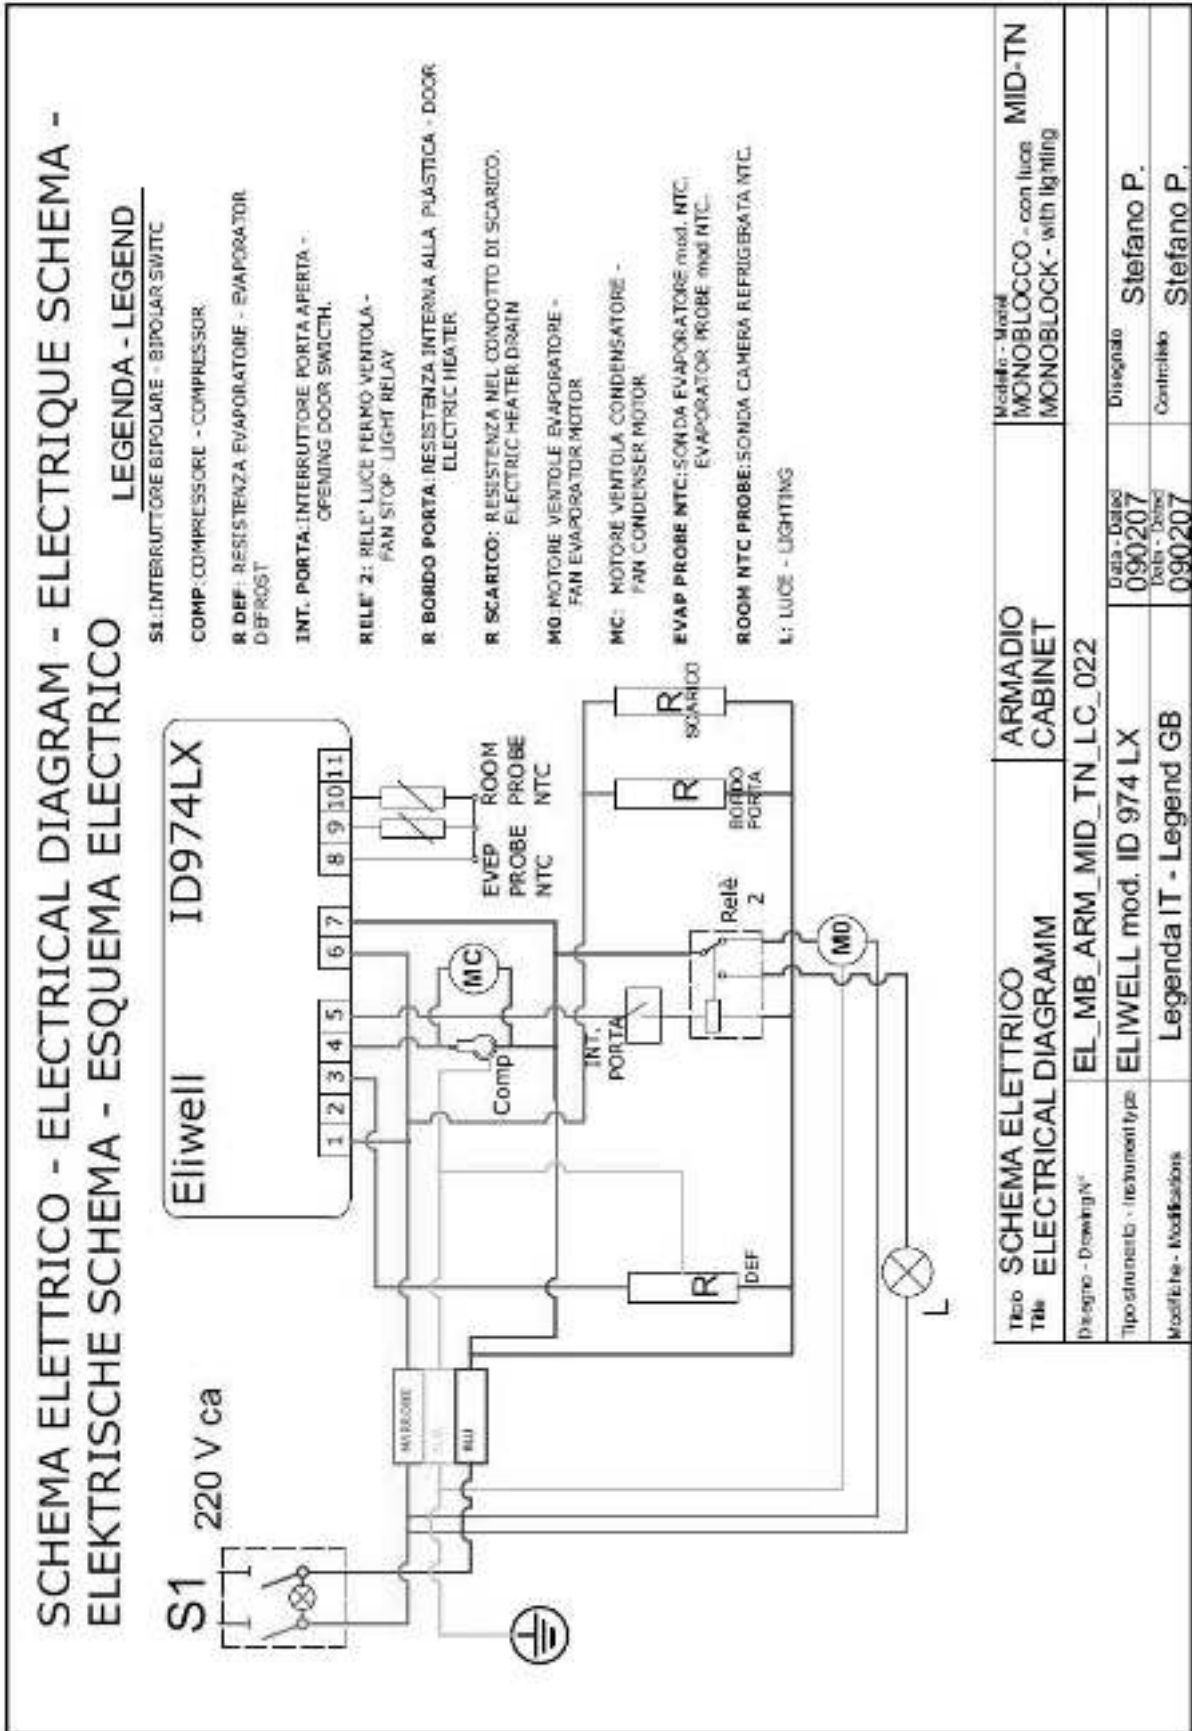 SCHEMA ELETTRICO - ELECTRICAL DIAGRAM - ELECTRIQUE SCHEMA -
ELEKTRISCHE SCHEMA - ESQUEMA ELECTRICO
LEGENDA - LEGEND
S1:INTERRUTTORE BIPOLARE - BIPOLAR SWITC
COMP:COMPRESSORE - COMPRESSOR
R DEF: RESISTENZA EVAPORATORE - EVAPORATOR
DEFROST
INT. PORTA:INTERRUTTORE PORTA APERTA -
OPENING DOOR SWICTH.
RELE' 2: RELE' LUCE FERMO VENTOLA -
FAN STOP LIGHT RELAY
R BORDO PORTA:RESISTENZA INTERNA ALLA PLASTICA - DOOR
ELECTRIC HEATER
R SCARICO: RESISTENZA NEL CONDOTTO DI SCARICO.
ELECTRIC HEATER DRAIN
M0:MOTORE VENTOLE EVAPORATORE -
FAN EVAPORATOR MOTOR
MC: MOTORE VENTOLA CONDENSATORE -
FAN CONDENSER MOTOR
EVAP PROBE NTC:SONDA EVAPORATORE mod. NTC.
EVAPORATOR PROBE mod NTC.
ROOM NTC PROBE:SONDA CAMERA REFRIGERATA NTC.
L: LUCE - LIGHTING
S1
220 V ca
Eliwell ID974LX
1 2 3 4 5 6 7 8 9 10 11
MARRONE
BLU
Comp
MC
EVEP
PROBE
NTC
ROOM
PROBE
NTC
INT.
PORTA
Relè
2
M0
R
DEF
R
BORDO
PORTA
R
SCARICO
L
Titolo SCHEMA ELETTRICO
Title ELECTRICAL DIAGRAMM
ARMADIO
CABINET
Modello - Model
MONOBLOCCO - con luce MID-TN
MONOBLOCK - with lighting
Disegno - Drawing N° EL_MB_ARM_MID_TN_LC_022
Tipo strumento - Instrument type ELIWELL mod. ID 974 LX
Data - Dated
090207
Disegnato
Stefano P.
Modifiche - Modifications Legenda IT - Legend GB
Data - Dated
090207
Controllato
Stefano P.